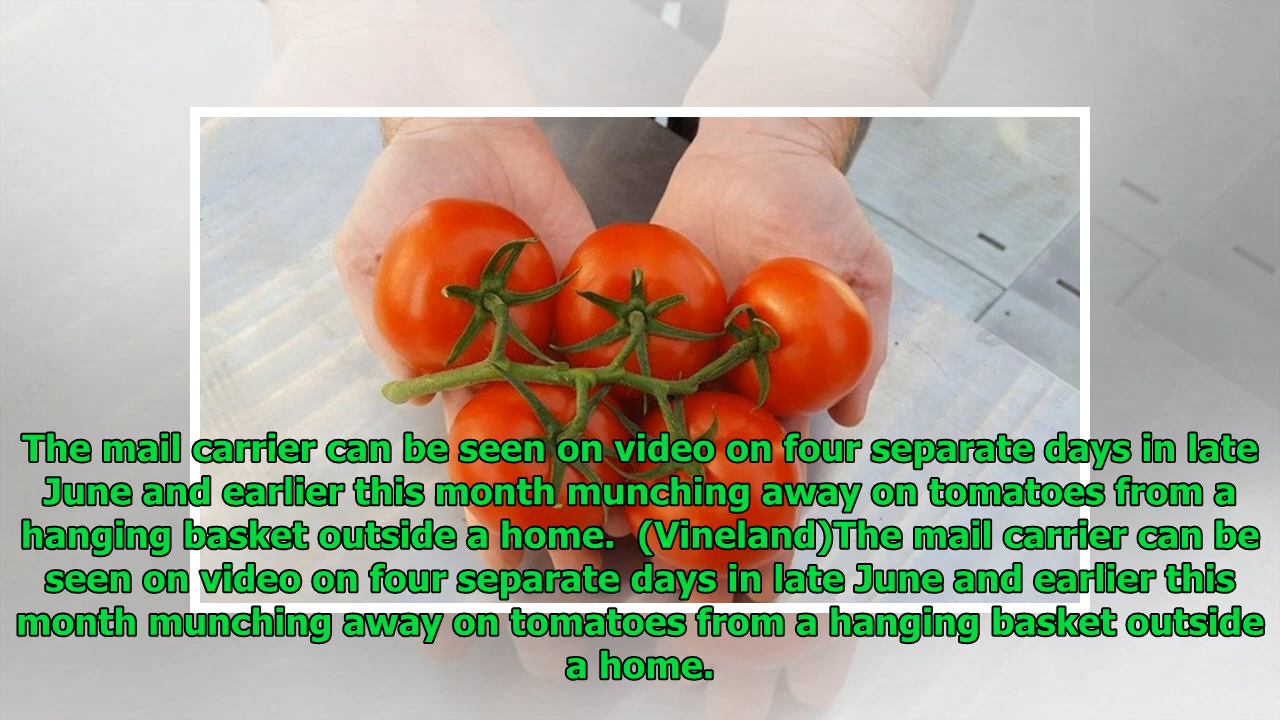 The mail carrier can be seen on video on four separate days in late
June and earlier this month munching away on tomatoes from a
hanging basket outside a home.  (Vineland)The mail carrier can be
seen on video on four separate days in late June and earlier this
month munching away on tomatoes from a hanging basket outside
a home.